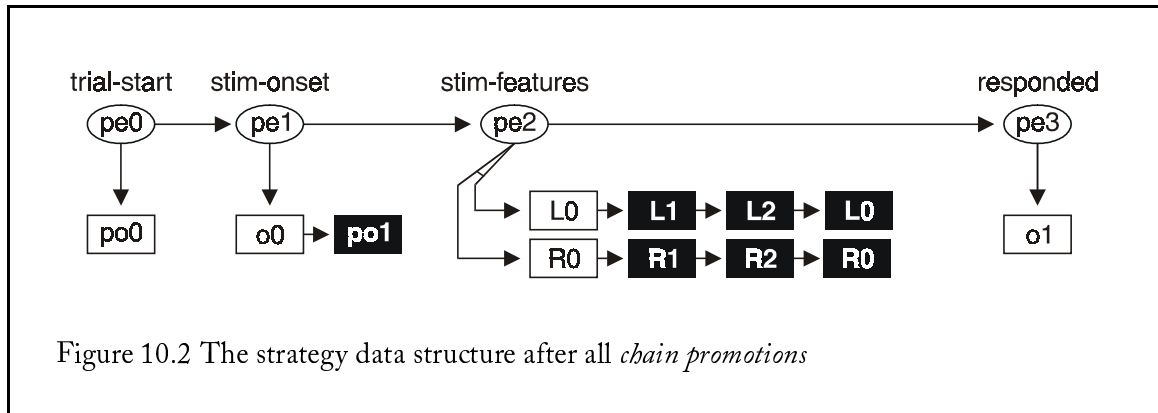 trial-start stim-onset stim-features responded
pe0 pe1 pe2 pe3
L0 L1 L2 L0
po0 o0 po1 o1
R0 R1 R2 R0
Figure 10.2 The strategy data structure after all chain promotions